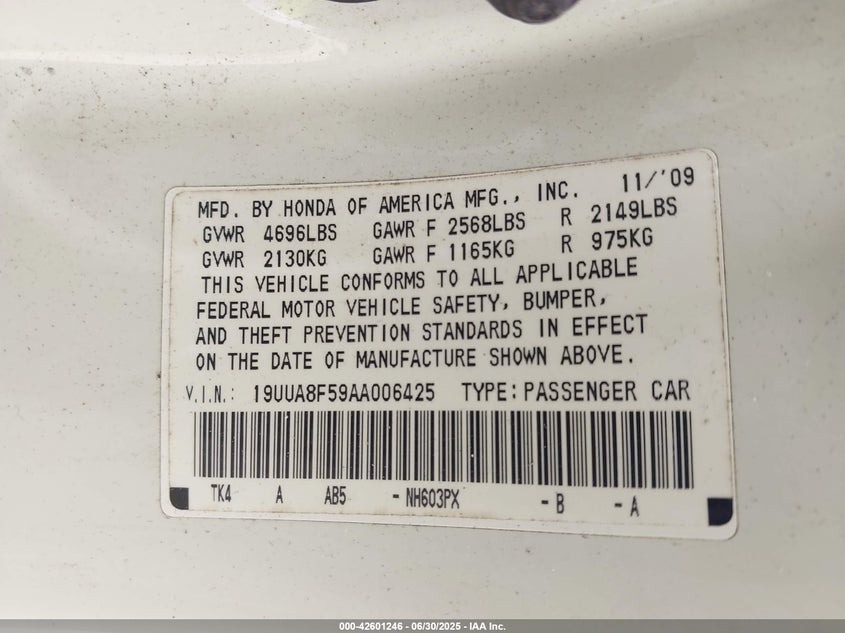 MFD. BY HONDA OF AMERICA MFG., INC. 11/'09
GVWR 4696LBS GAWR F 2568LBS R 2149LBS
GVWR 2130KG GAWR F 1165KG R 975KG
THIS VEHICLE CONFORMS TO ALL APPLICABLE
FEDERAL MOTOR VEHICLE SAFETY, BUMPER,
AND THEFT PREVENTION STANDARDS IN EFFECT
ON THE DATE OF MANUFACTURE SHOWN ABOVE.
V.I.N.: 19UUA8F59AA006425 TYPE: PASSENGER CAR
TK4 A AB5 - NH603PX - B - A
000-42601246 - 06/30/2025 - IAA Inc.